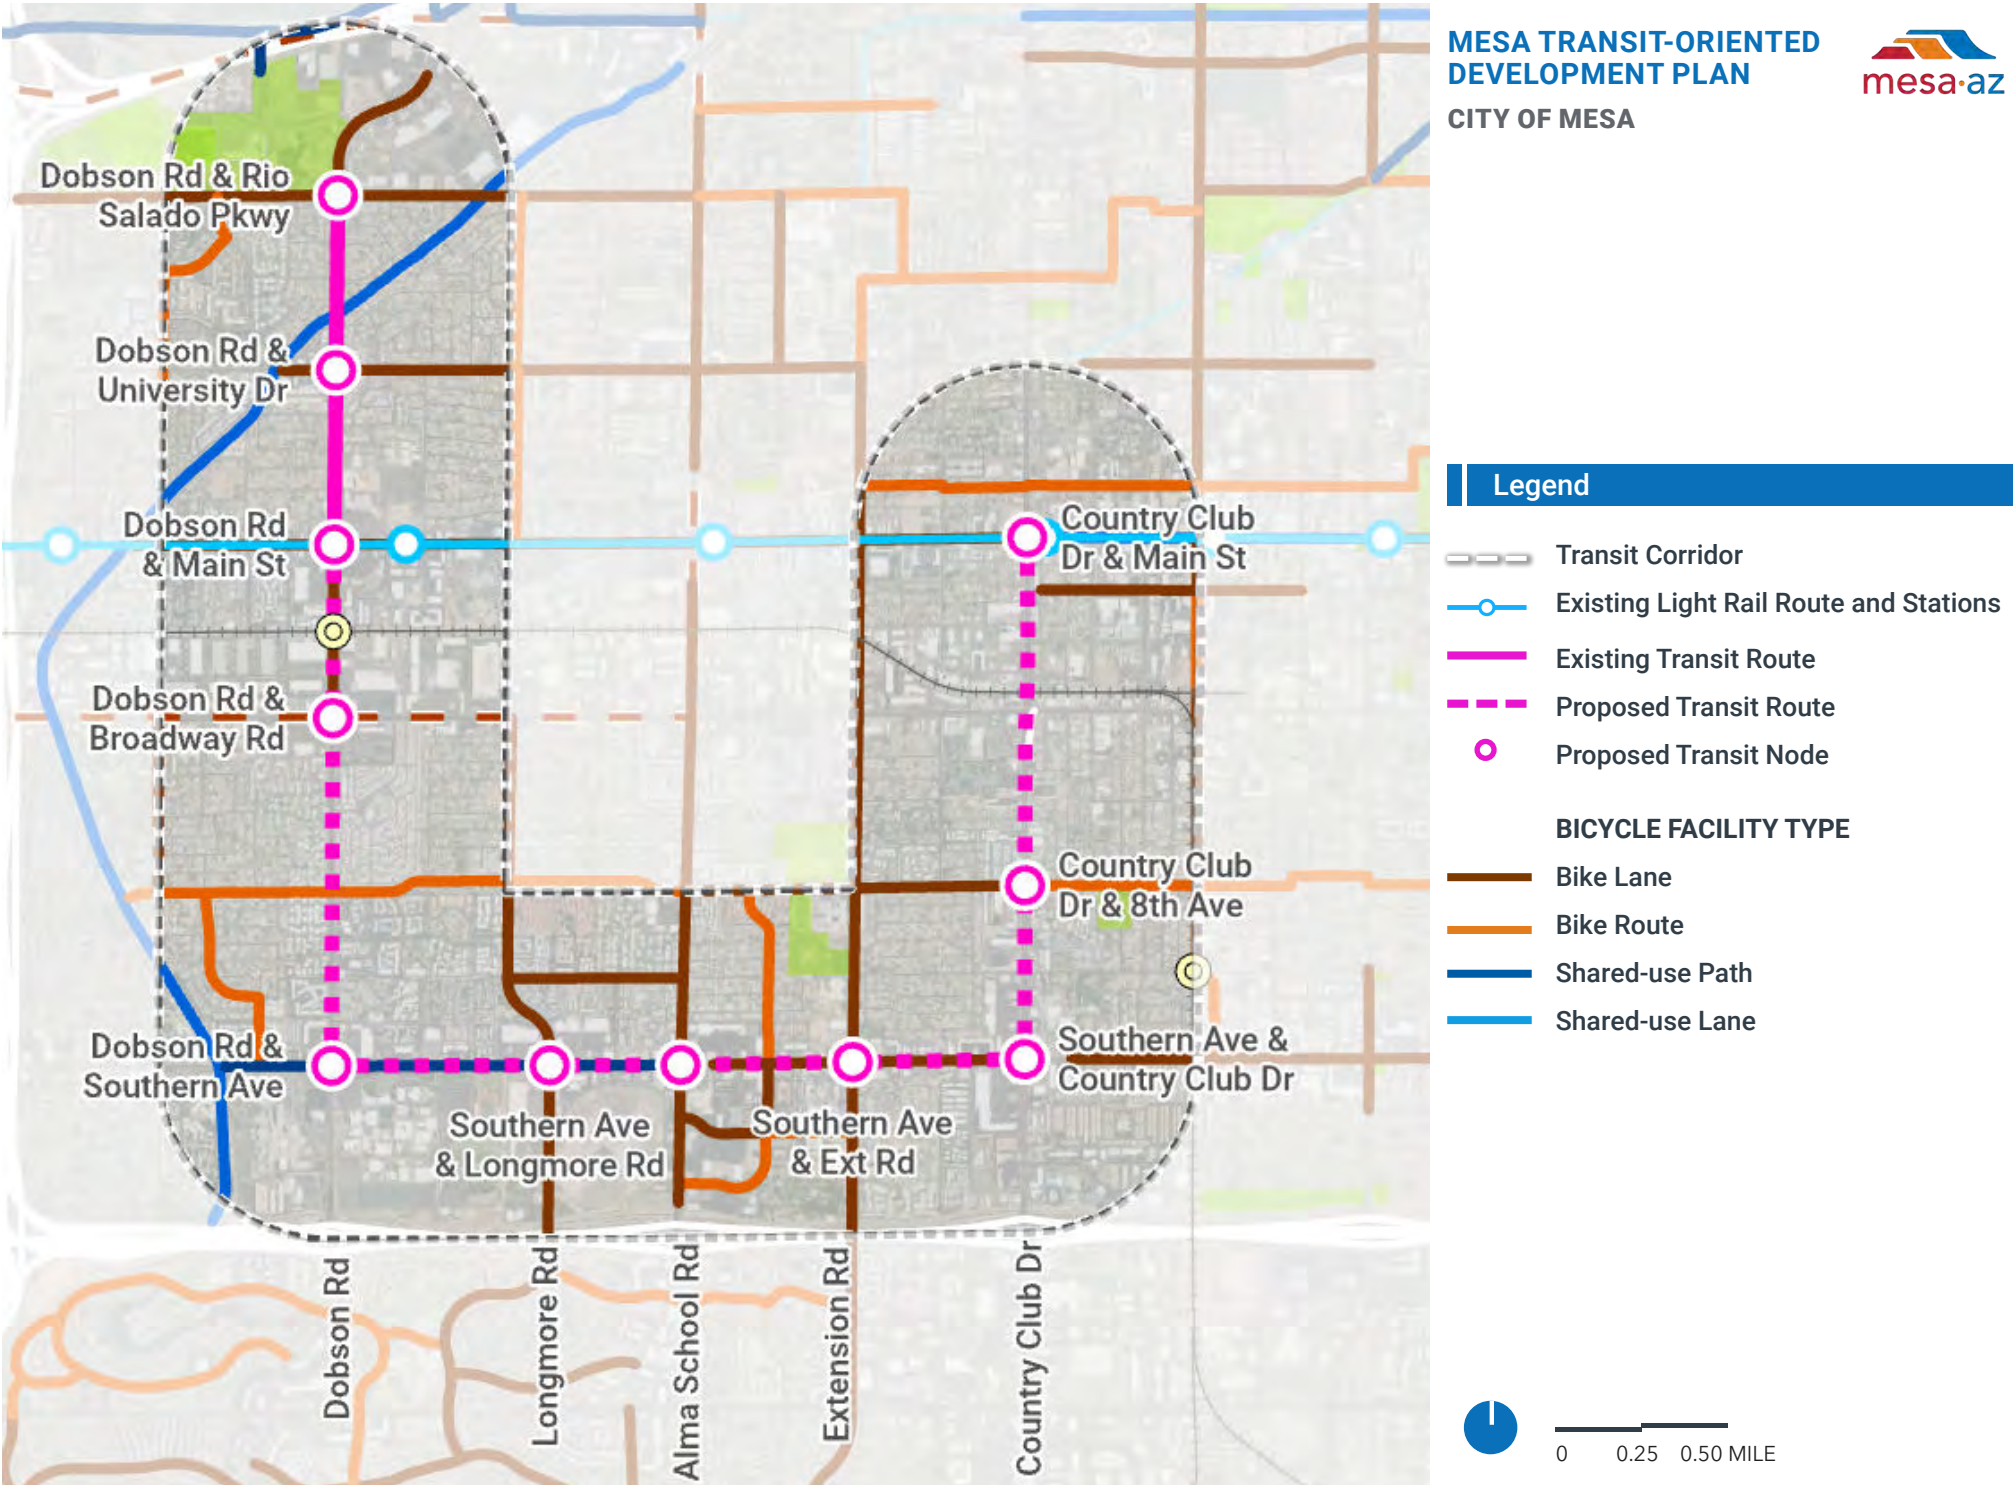 MESA TRANSIT-ORIENTED
DEVELOPMENT PLAN
CITY OF MESA
mesa·az
Dobson Rd & Rio
Salado Pkwy
Dobson Rd &
University Dr
Dobson Rd
& Main St
Dobson Rd &
Broadway Rd
Dobson Rd &
Southern Ave
Southern Ave
& Longmore Rd
Southern Ave
& Ext Rd
Country Club
Dr & Main St
Country Club
Dr & 8th Ave
Southern Ave &
Country Club Dr
Dobson Rd
Longmore Rd
Alma School Rd
Extension Rd
Country Club Dr
Legend
Transit Corridor
Existing Light Rail Route and Stations
Existing Transit Route
Proposed Transit Route
Proposed Transit Node
BICYCLE FACILITY TYPE
Bike Lane
Bike Route
Shared-use Path
Shared-use Lane
0 0.25 0.50 MILE